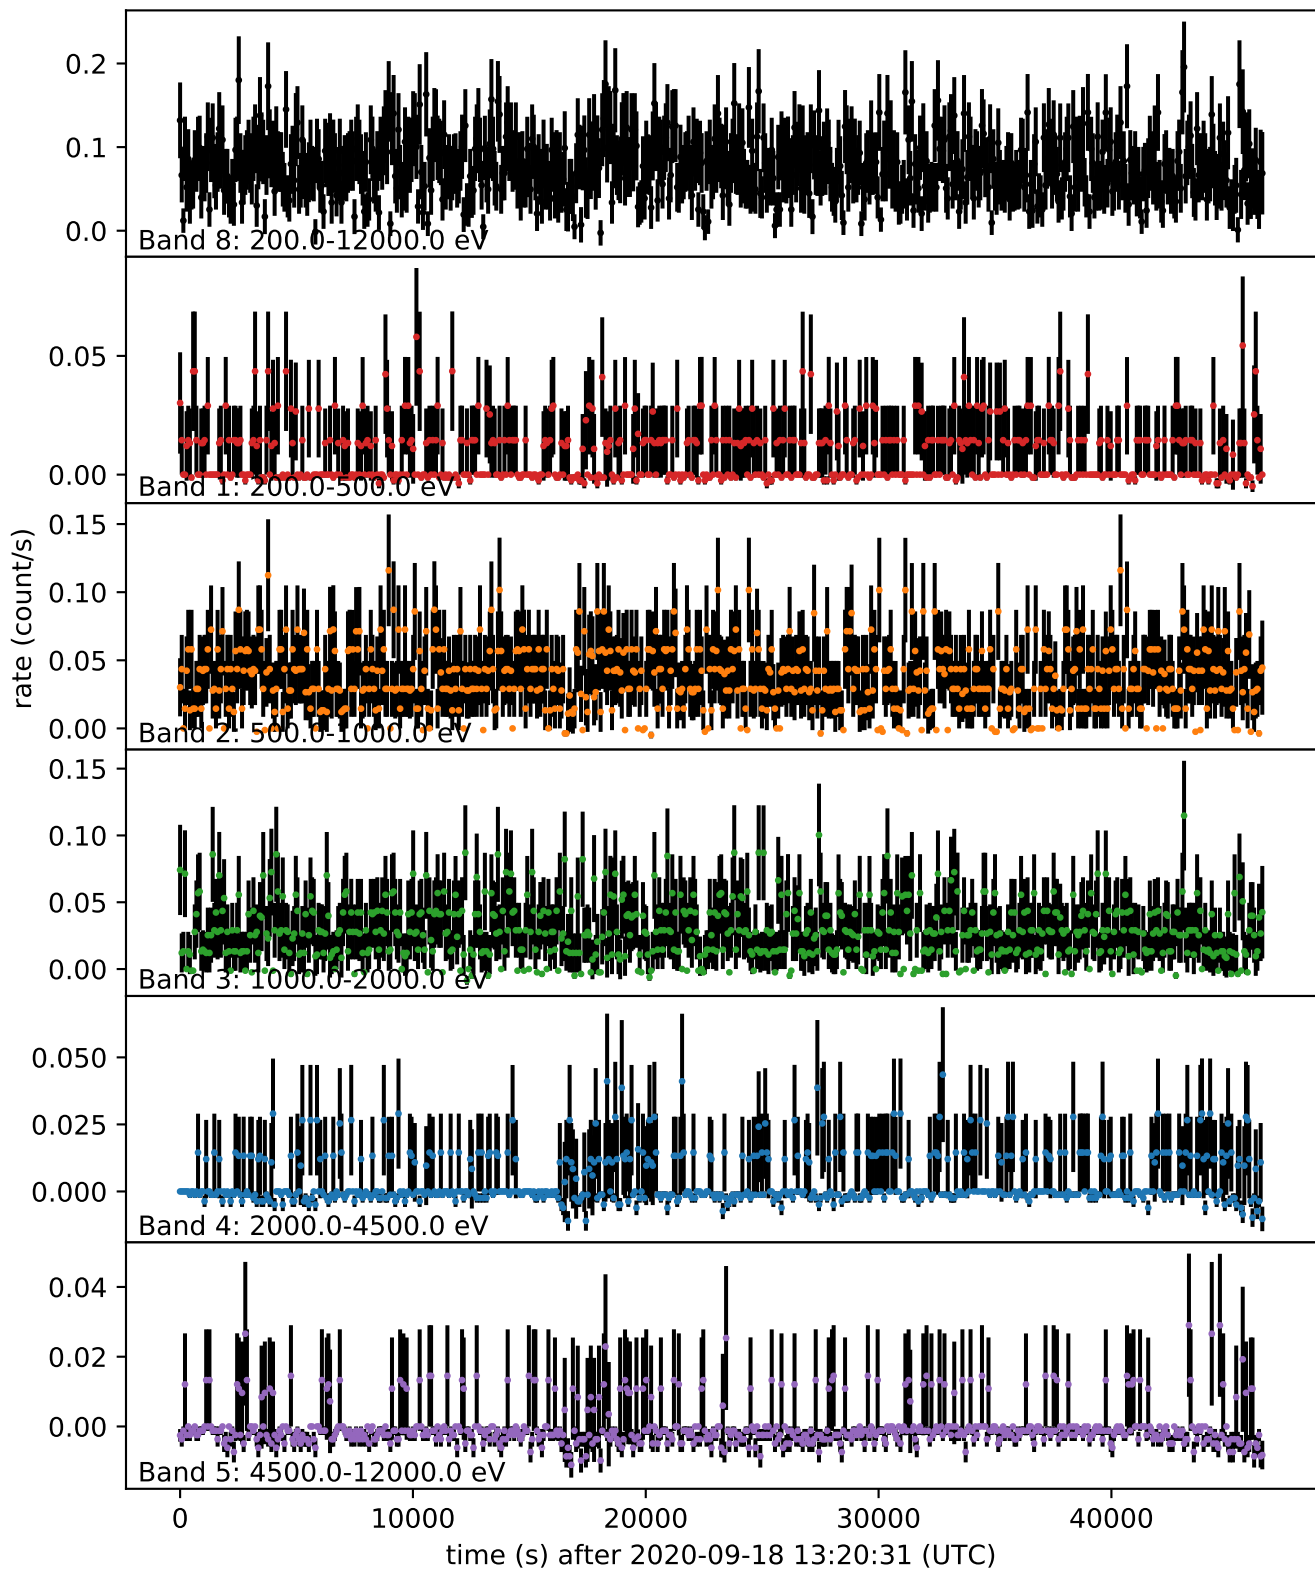 0.2
0.1
0.0
Band 8: 200.0-12000.0 eV
0.05
0.00
Band 1: 200.0-500.0 eV
rate (count/s)
0.15
0.10
0.05
0.00
Band 2: 500.0-1000.0 eV
0.15
0.10
0.05
0.00
Band 3: 1000.0-2000.0 eV
0.050
0.025
0.000
Band 4: 2000.0-4500.0 eV
0.04
0.02
0.00
Band 5: 4500.0-12000.0 eV
0 10000 20000 30000 40000
time (s) after 2020-09-18 13:20:31 (UTC)